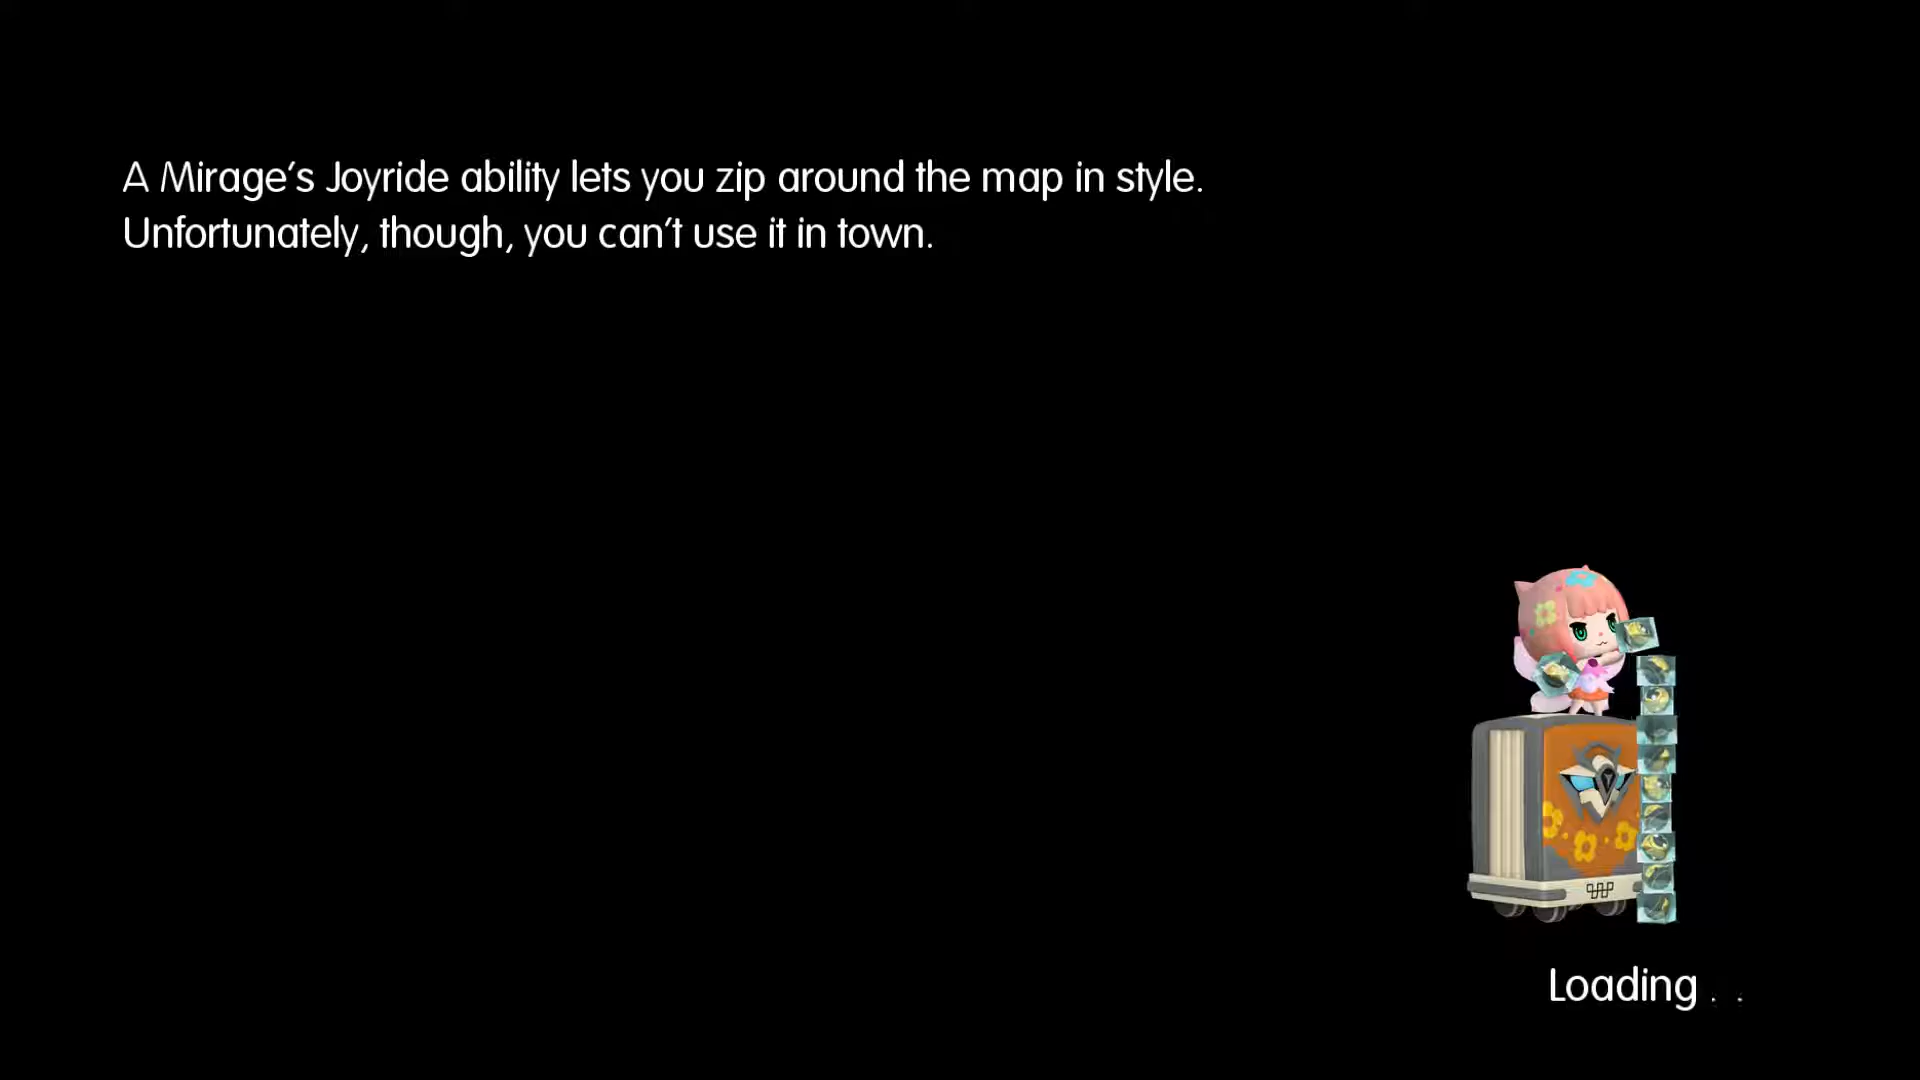 A Mirage's Joyride ability lets you zip around the map in style.
Unfortunately, though, you can't use it in town.
Loading . .